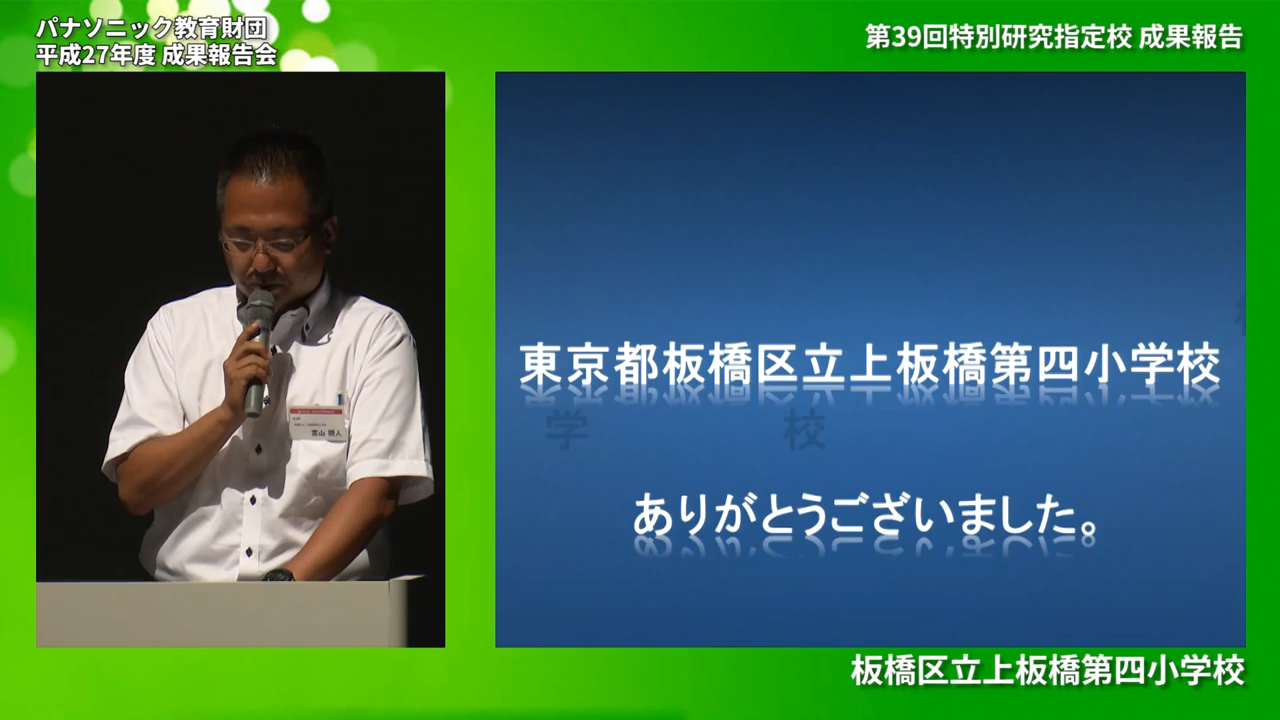 パナソニック教育財団
平成27年度 成果報告会
第39回特別研究指定校 成果報告
東京都板橋区立上板橋第四小学校
学 校
ありがとうございました。
板橋区立上板橋第四小学校